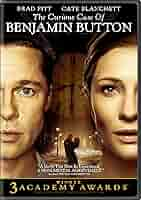 BRAD PITT CATE BLANCHETT
The Curious Case Of
BENJAMIN BUTTON
WINNER
3 ACADEMY AWARDS